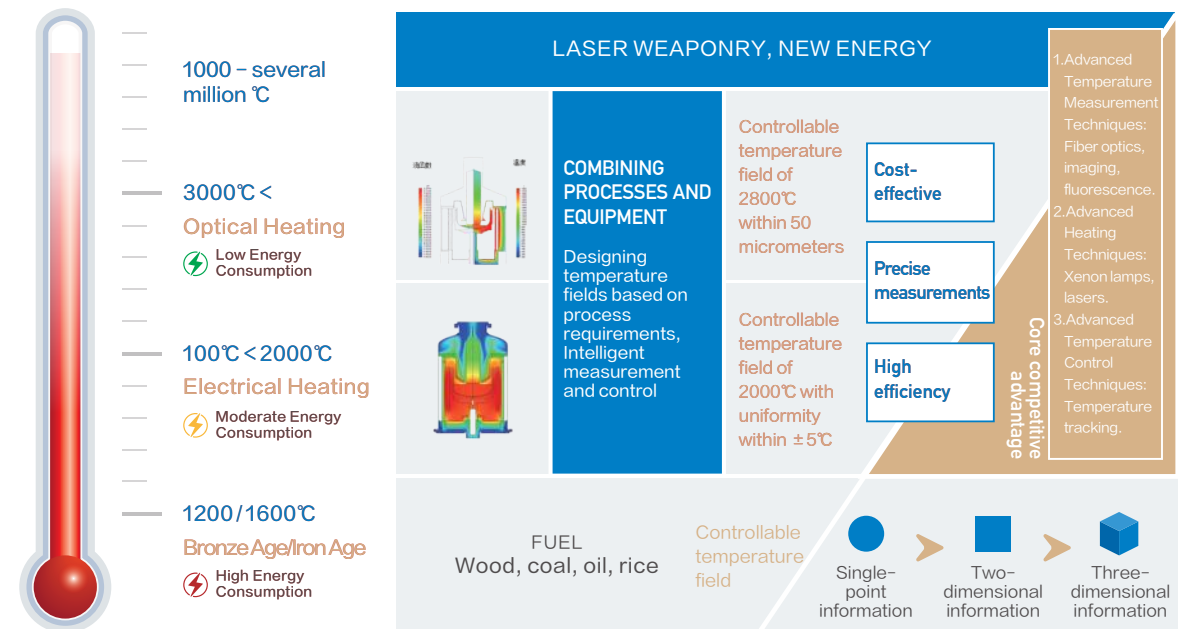 1000 – several
million ℃
3000℃ <
Optical Heating
Low Energy
Consumption
100℃ < 2000℃
Electrical Heating
Moderate Energy
Consumption
1200/1600℃
Bronze Age/Iron Age
High Energy
Consumption
LASER WEAPONRY, NEW ENERGY
COMBINING
PROCESSES AND
EQUIPMENT
Designing
temperature
fields based on
process
requirements,
Intelligent
measurement
and control
Controllable
temperature
field of
2800℃
within 50
micrometers
Controllable
temperature
field of
2000℃ with
uniformity
within ±5℃
Cost-
effective
Precise
measurements
High
efficiency
Core competitive
advantage
1.Advanced
Temperature
Measurement
Techniques:
Fiber optics,
imaging,
fluorescence.
2.Advanced
Heating
Techniques:
Xenon lamps,
lasers.
3.Advanced
Temperature
Control
Techniques:
Temperature
tracking.
FUEL
Wood, coal, oil, rice
Controllable
temperature
field
Single–
point
information
Two–
dimensional
information
Three–
dimensional
information